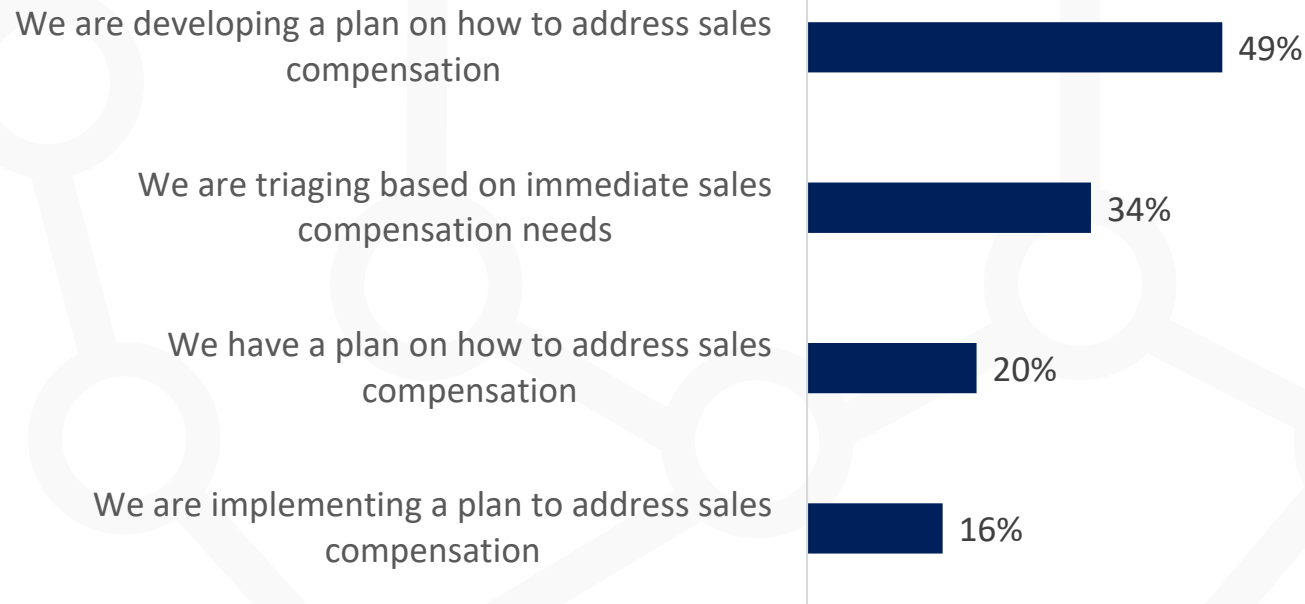 We are developing a plan on how to address sales
compensation
49%
We are triaging based on immediate sales
compensation needs
34%
We have a plan on how to address sales
compensation
20%
We are implementing a plan to address sales
compensation
16%